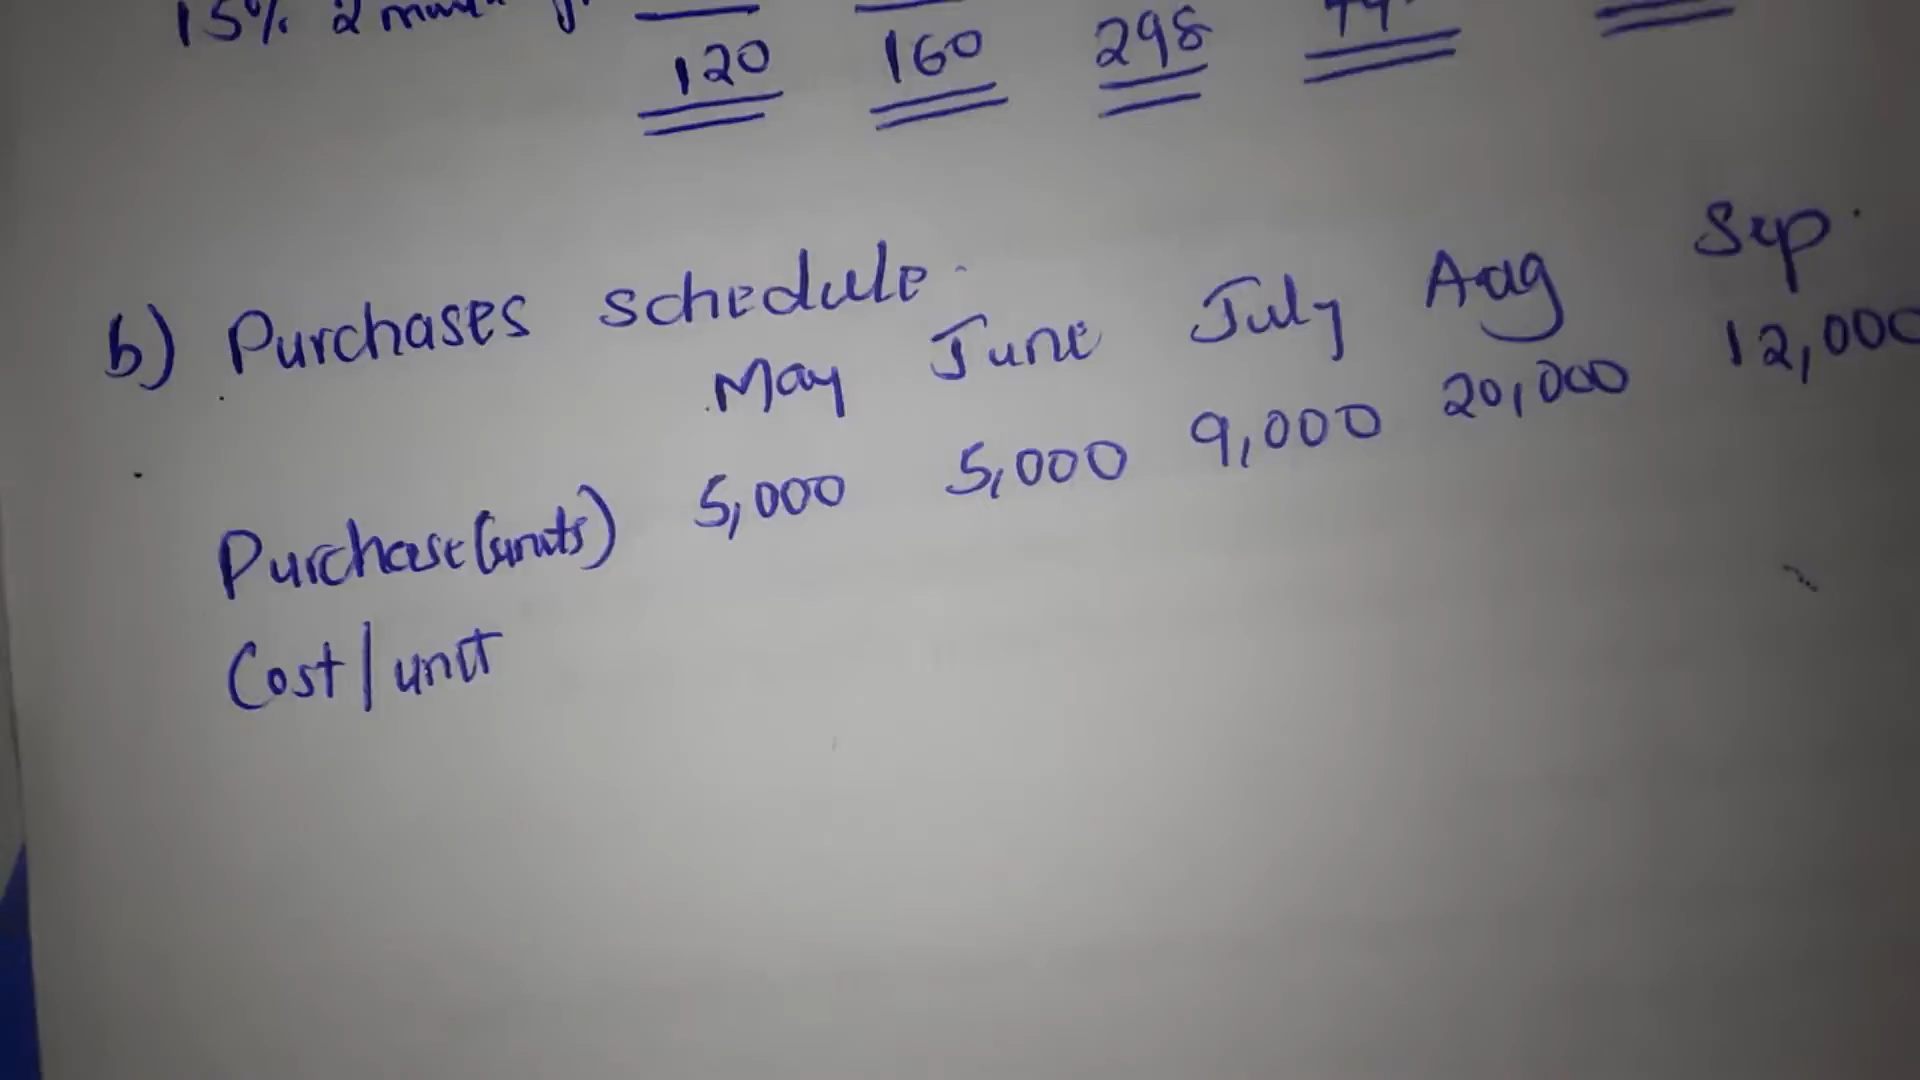 15% 2
120 160 298
b) Purchases schedule.
May June July Aug Sep.
Purchase (units) 5,000 5,000 9,000 20,000 12,000
Cost/unit